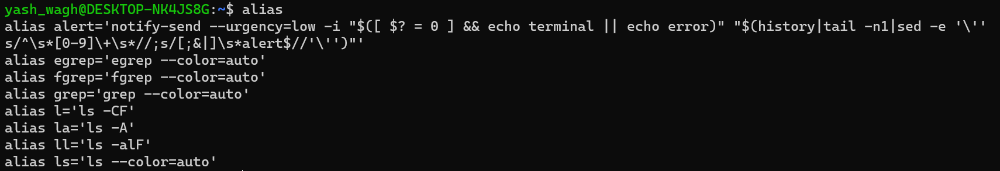 yash_wagh@DESKTOP-NK4JS8G:~$ alias
alias alert='notify-send --urgency=low -i "$([ $? = 0 ] && echo terminal || echo error)" "$(history|tail -n1|sed -e '\''
s/^\s*[0-9]\+\s*//;s/[;&|]\s*alert$//'\'')"'
alias egrep='egrep --color=auto'
alias fgrep='fgrep --color=auto'
alias grep='grep --color=auto'
alias l='ls -CF'
alias la='ls -A'
alias ll='ls -alF'
alias ls='ls --color=auto'